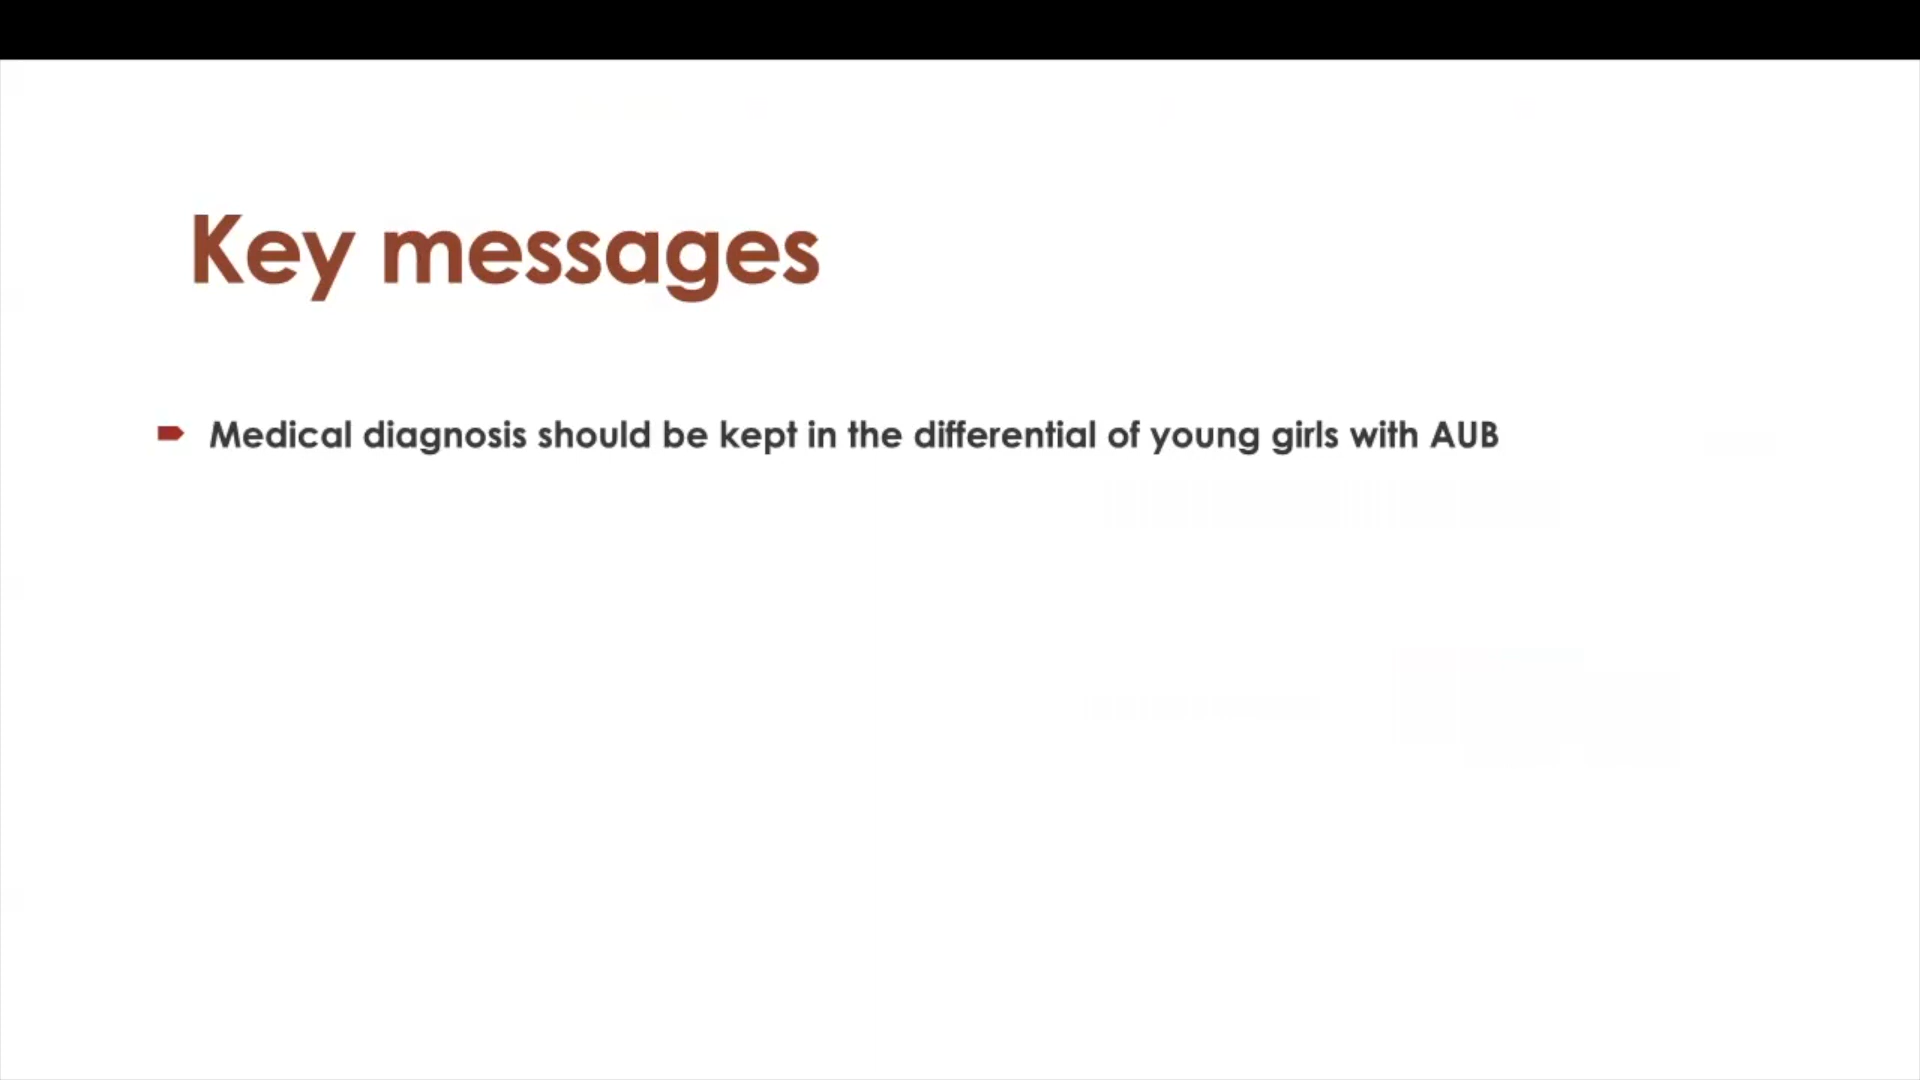 Key messages
Medical diagnosis should be kept in the differential of young girls with AUB